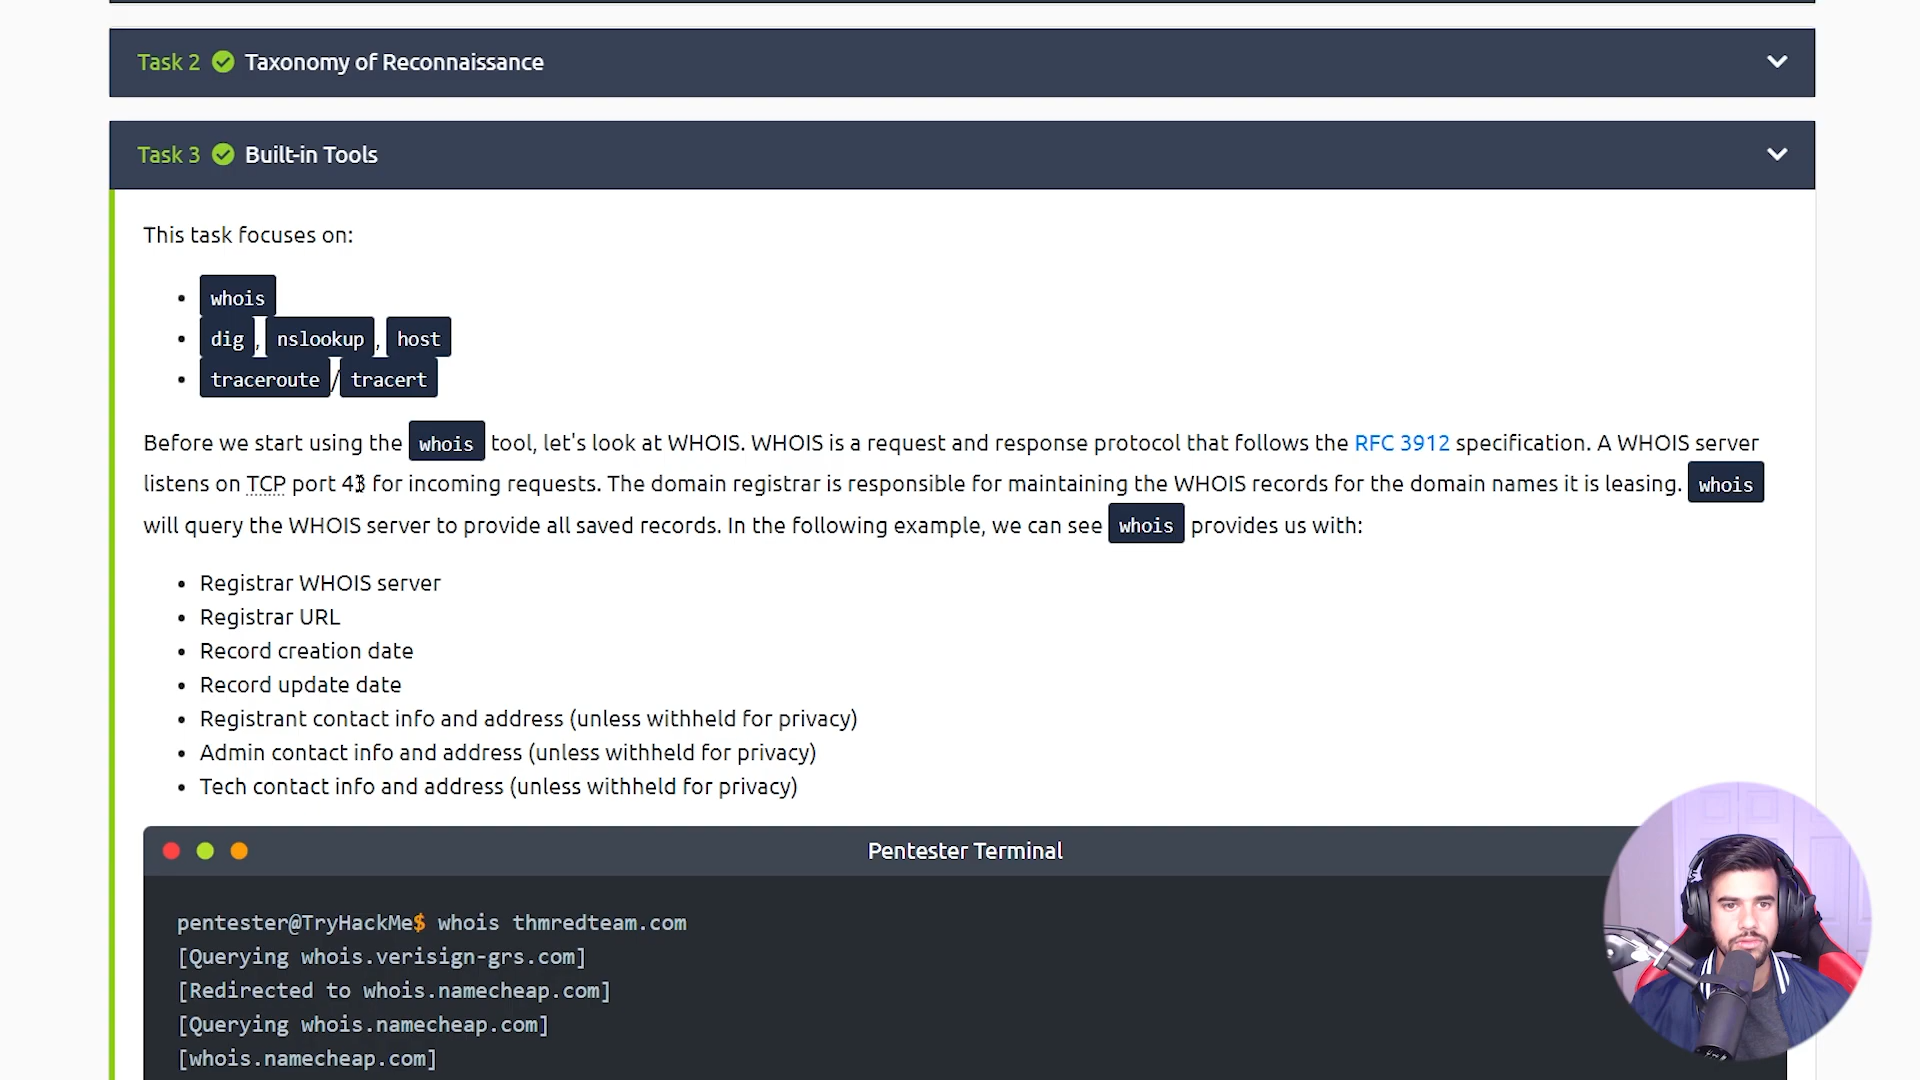 Task 2 Taxonomy of Reconnaissance
Task 3 Built-in Tools
This task focuses on:
whois
dig, nslookup, host
traceroute/tracert
Before we start using the whois tool, let's look at WHOIS. WHOIS is a request and response protocol that follows the RFC 3912 specification. A WHOIS server
listens on TCP port 43 for incoming requests. The domain registrar is responsible for maintaining the WHOIS records for the domain names it is leasing. whois
will query the WHOIS server to provide all saved records. In the following example, we can see whois provides us with:
Registrar WHOIS server
Registrar URL
Record creation date
Record update date
Registrant contact info and address (unless withheld for privacy)
Admin contact info and address (unless withheld for privacy)
Tech contact info and address (unless withheld for privacy)
Pentester Terminal
pentester@TryHackMe$ whois thmredteam.com
[Querying whois.verisign-grs.com]
[Redirected to whois.namecheap.com]
[Querying whois.namecheap.com]
[whois.namecheap.com]